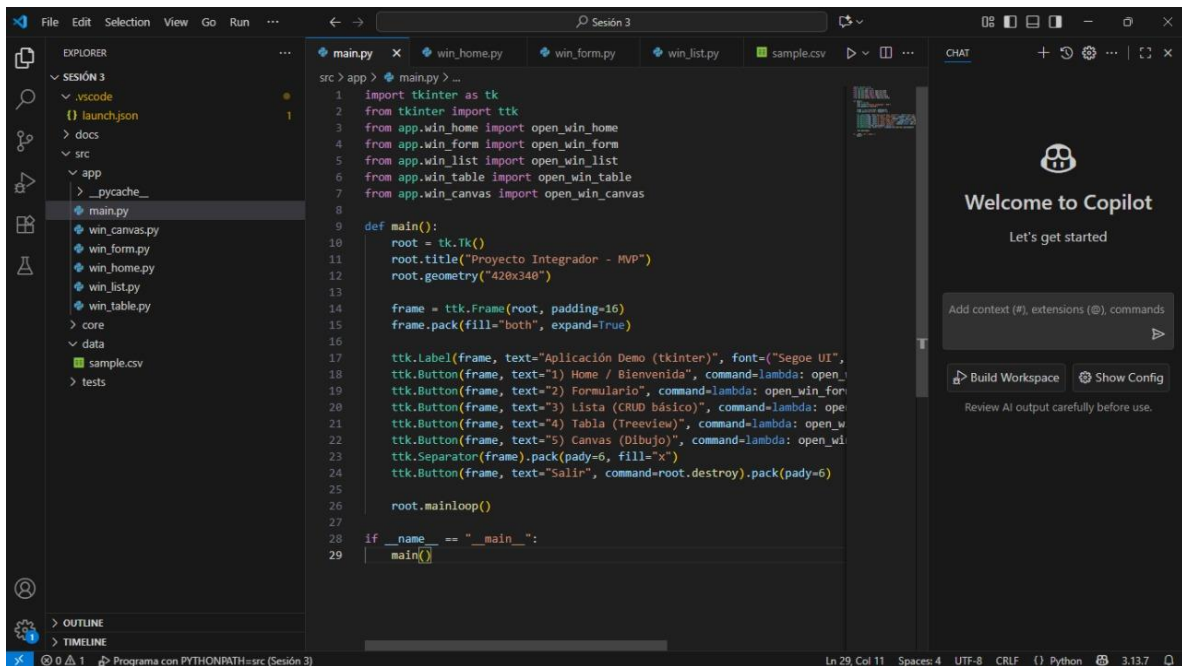 File Edit Selection View Go Run ...
Sesión 3
EXPLORER
SESIÓN 3
.vscode
{} launch.json 1
docs
src
app
__pycache__
main.py
win_canvas.py
win_form.py
win_home.py
win_list.py
win_table.py
core
data
sample.csv
tests
OUTLINE
TIMELINE
main.py win_home.py win_form.py win_list.py sample.csv
src > app > main.py > ...
1 import tkinter as tk
2 from tkinter import ttk
3 from app.win_home import open_win_home
4 from app.win_form import open_win_form
5 from app.win_list import open_win_list
6 from app.win_table import open_win_table
7 from app.win_canvas import open_win_canvas
8
9 def main():
10 root = tk.Tk()
11 root.title("Proyecto Integrador - MVP")
12 root.geometry("420x340")
13
14 frame = ttk.Frame(root, padding=16)
15 frame.pack(fill="both", expand=True)
16
17 ttk.Label(frame, text="Aplicación Demo (tkinter)", font=("Segoe UI",
18 ttk.Button(frame, text="1) Home / Bienvenida", command=lambda: open_
19 ttk.Button(frame, text="2) Formulario", command=lambda: open_win_for
20 ttk.Button(frame, text="3) Lista (CRUD básico)", command=lambda: ope
21 ttk.Button(frame, text="4) Tabla (Treeview)", command=lambda: open_w
22 ttk.Button(frame, text="5) Canvas (Dibujo)", command=lambda: open_wi
23 ttk.Separator(frame).pack(pady=6, fill="x")
24 ttk.Button(frame, text="Salir", command=root.destroy).pack(pady=6)
25
26 root.mainloop()
27
28 if __name__ == "__main__":
29 main()
CHAT
Welcome to Copilot
Let's get started
Add context (#), extensions (@), commands
Build Workspace Show Config
Review AI output carefully before use.
0 1 Programa con PYTHONPATH=src (Sesión 3) Ln 29, Col 11 Spaces: 4 UTF-8 CRLF {} Python 3.13.7